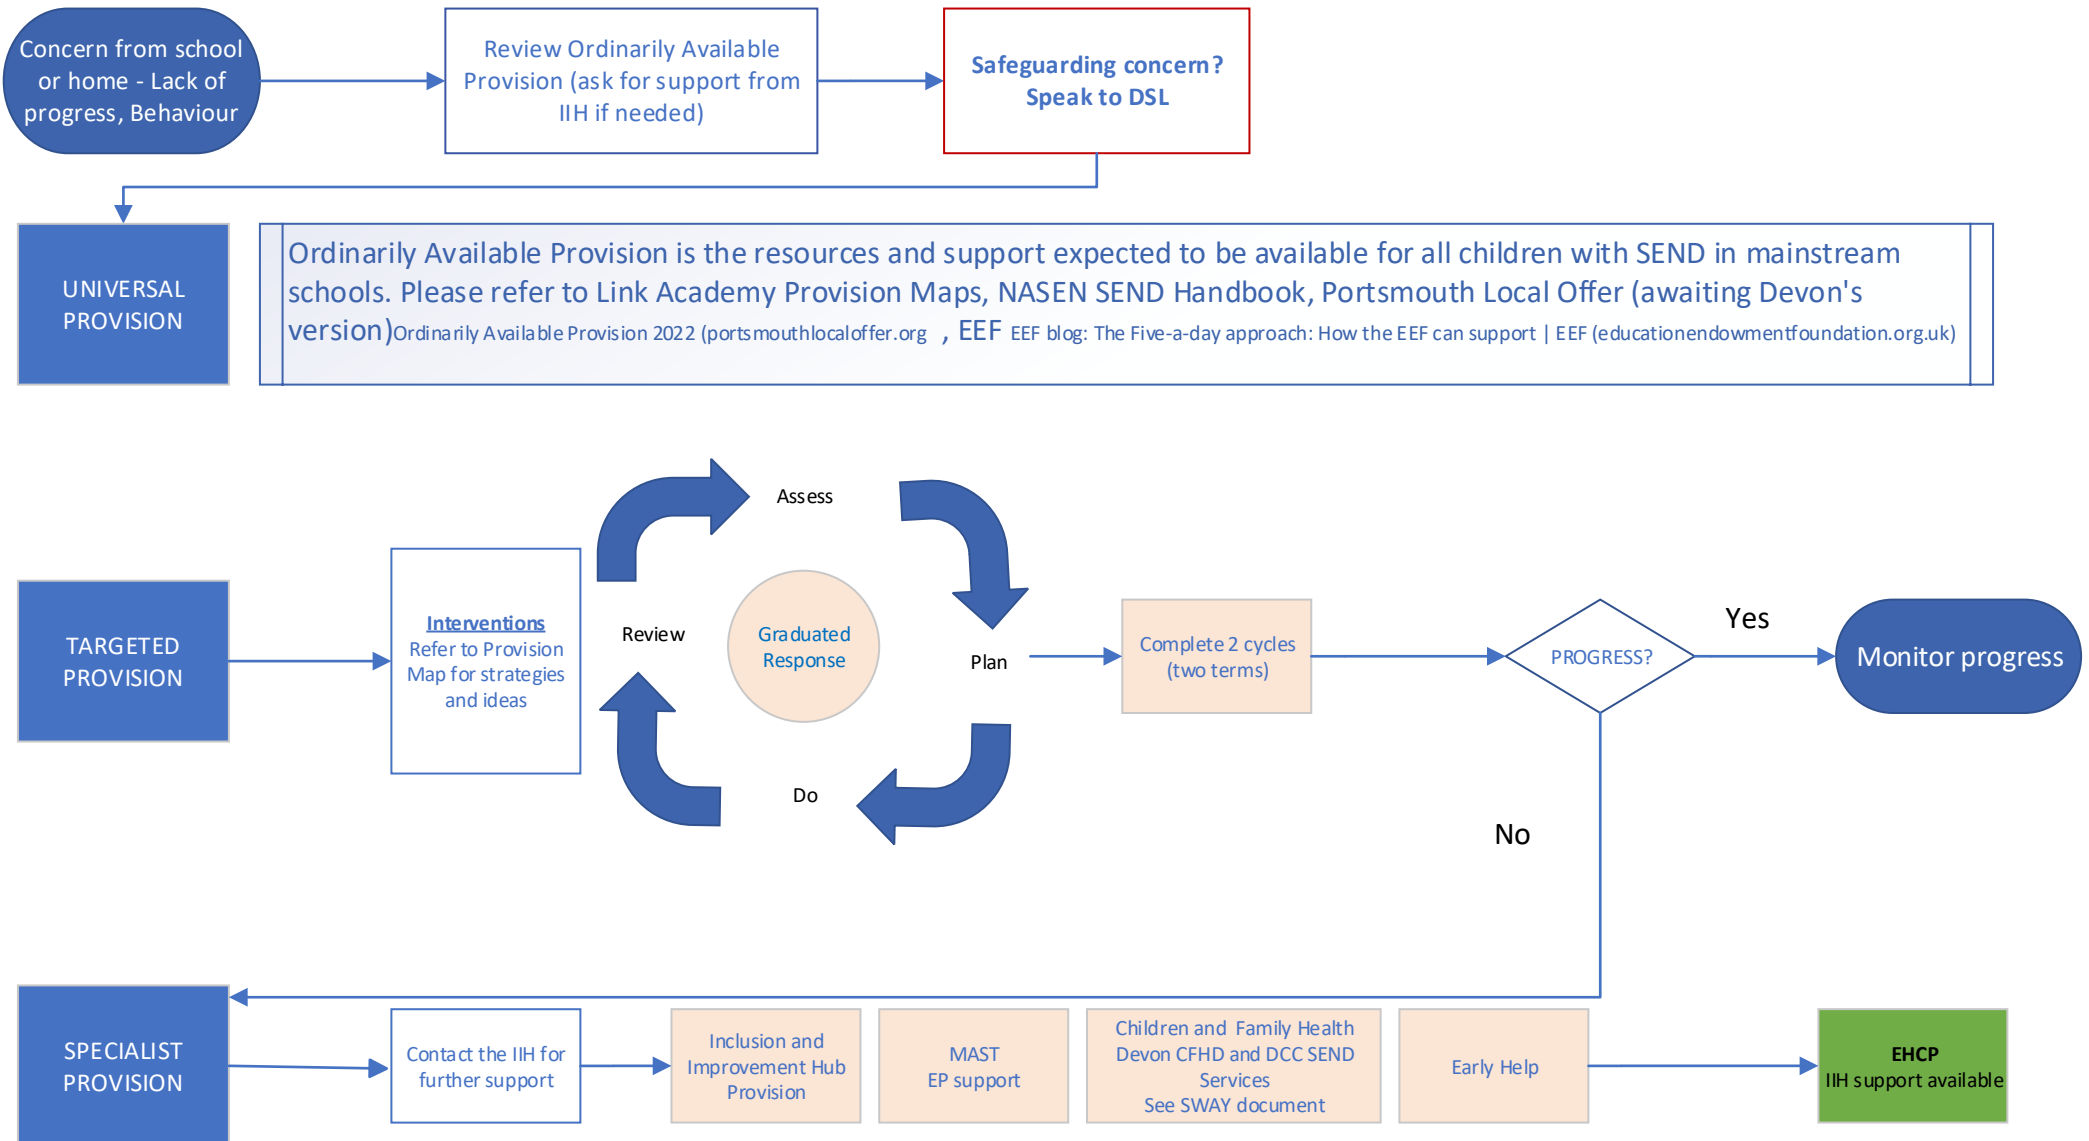 Concern from school
or home - Lack of
progress, Behaviour
Review Ordinarily Available
Provision (ask for support from
IIH if needed)
Safeguarding concern?
Speak to DSL
UNIVERSAL
PROVISION
Ordinarily Available Provision is the resources and support expected to be available for all children with SEND in mainstream
schools. Please refer to Link Academy Provision Maps, NASEN SEND Handbook, Portsmouth Local Offer (awaiting Devon's
version)Ordinarily Available Provision 2022 (portsmouthlocaloffer.org , EEF EEF blog: The Five-a-day approach: How the EEF can support | EEF (educationendowmentfoundation.org.uk)
TARGETED
PROVISION
Interventions
Refer to Provision
Map for strategies
and ideas
Assess
Review
Graduated
Response
Plan
Do
Complete 2 cycles
(two terms)
PROGRESS?
Yes
Monitor progress
No
SPECIALIST
PROVISION
Contact the IIH for
further support
Inclusion and
Improvement Hub
Provision
MAST
EP support
Children and Family Health
Devon CFHD and DCC SEND
Services
See SWAY document
Early Help
EHCP
IIH support available